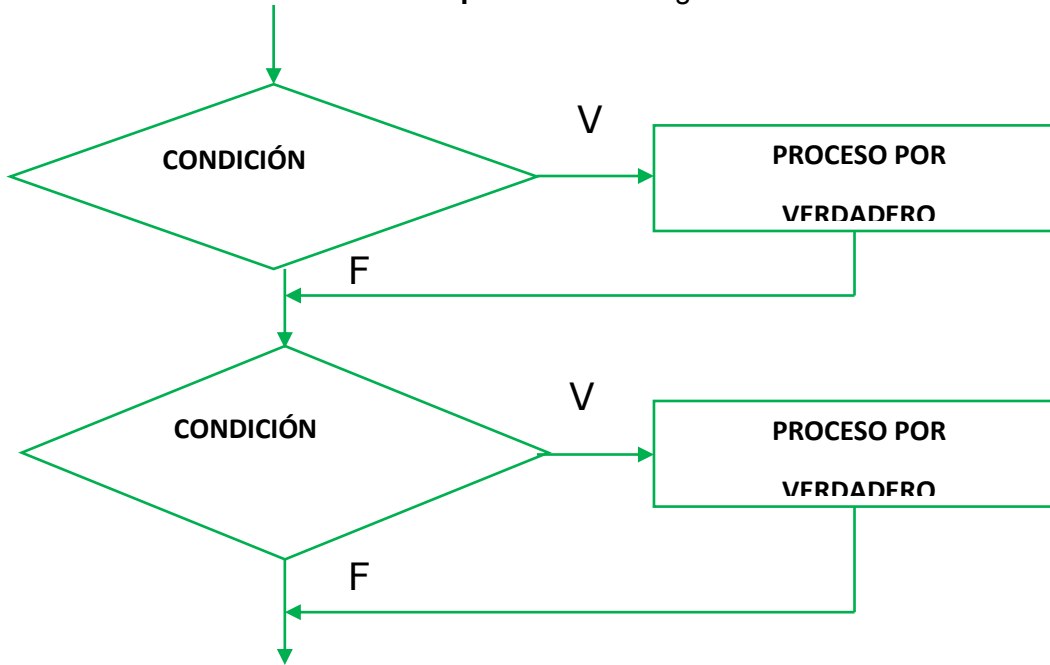 V
CONDICIÓN
PROCESO POR
VERDADERO
F
V
CONDICIÓN
PROCESO POR
VERDADERO
F